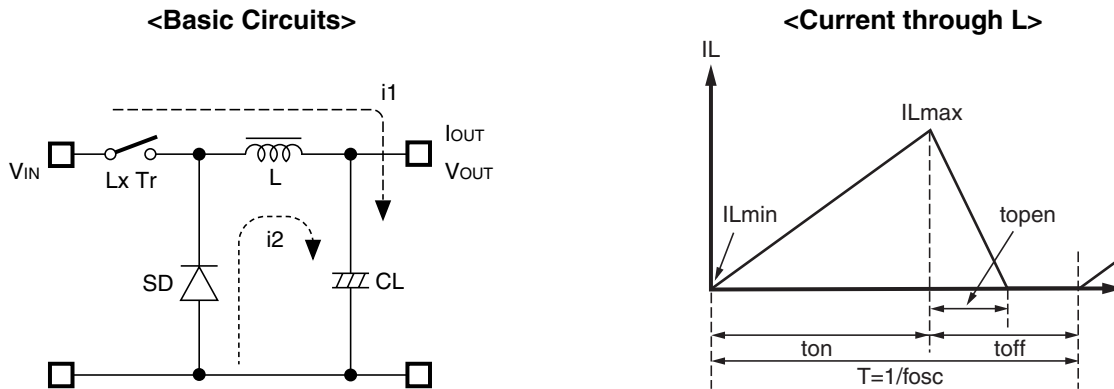 <Basic Circuits>
i1
VIN
Lx Tr
L
IOUT
VOUT
i2
SD
CL
<Current through L>
IL
ILmax
ILmin
topen
ton
toff
T=1/fosc